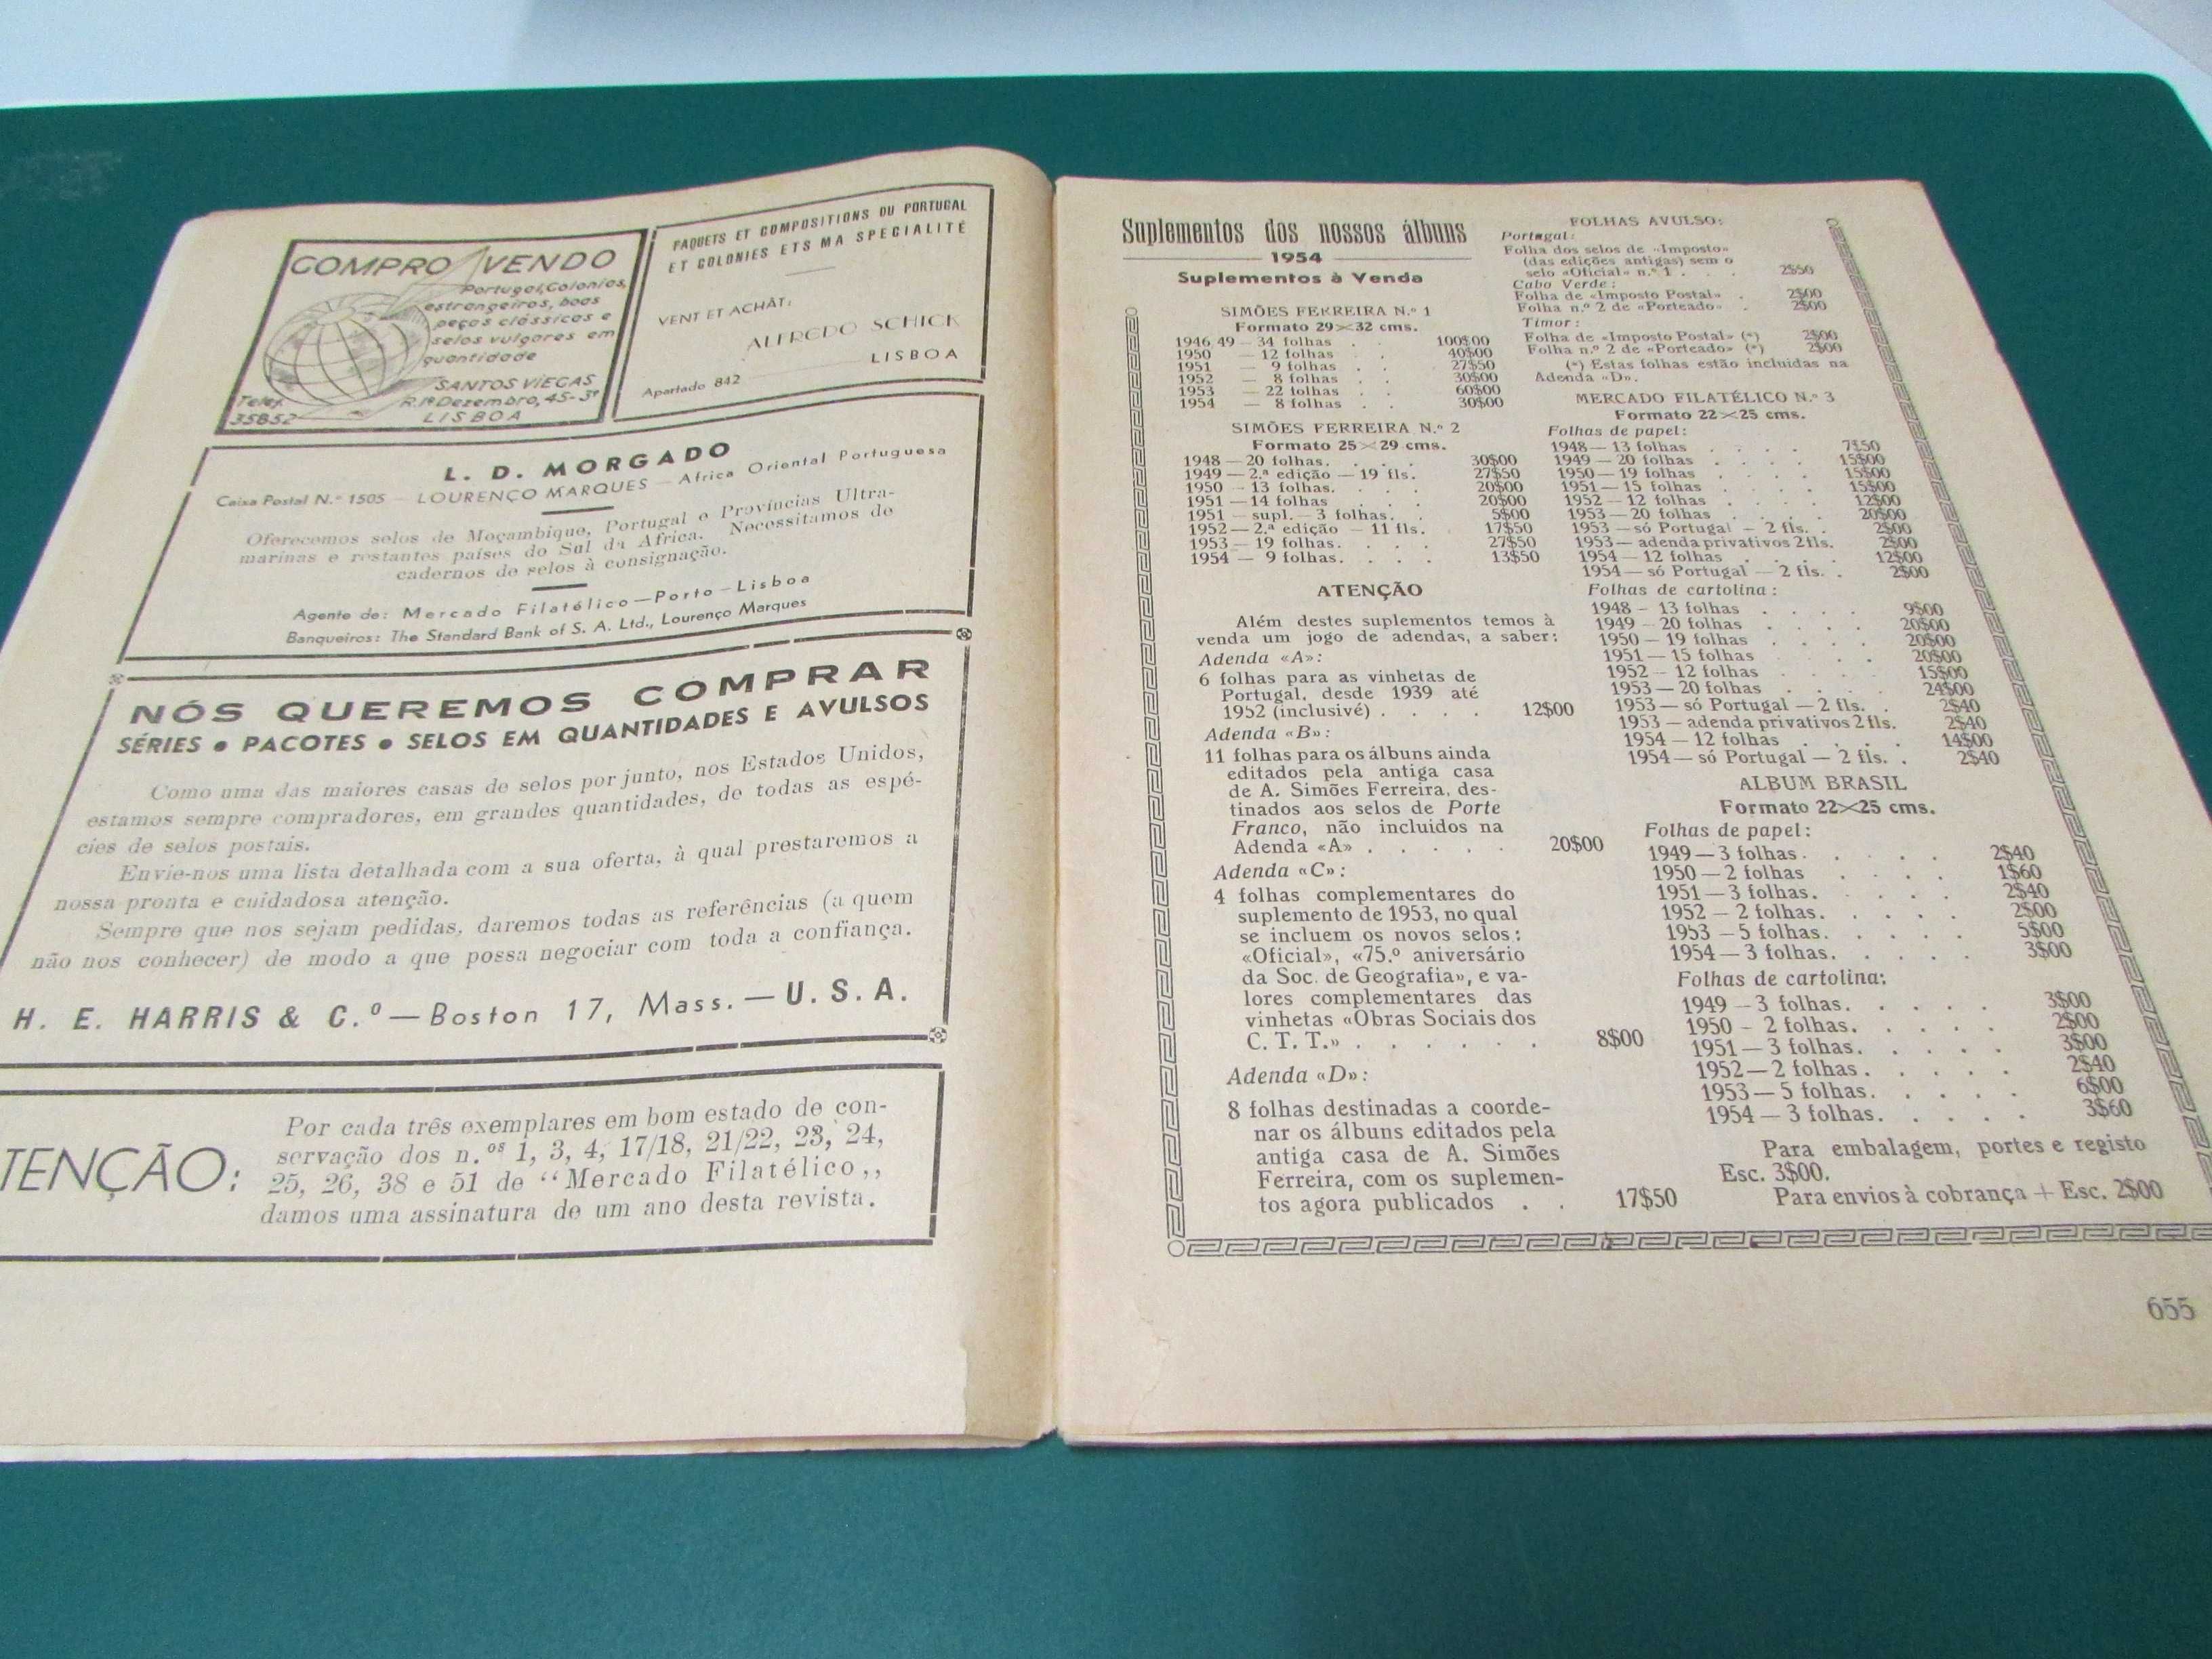 COMPRO VENDO
Portugal, Colonias,
estrangeiros, boas
peças clássicas e
selos vulgares em
quantidade
SANTOS VIEGAS
R. 1º Dezembro, 45-3º
LISBOA
Telef.
35852
PAQUETS ET COMPOSITIONS DU PORTUGAL
ET COLONIES ETS MA SPECIALITÉ
VENT ET ACHÂT:
ALFREDO SCHICK
LISBOA
Apartado 842
L. D. MORGADO
Caixa Postal N.º 1505 — LOURENÇO MARQUES — Africa Oriental Portuguesa
Oferecemos selos de Moçambique, Portugal e Províncias Ultra-
marinas e restantes países do Sul da Africa. Necessitamos de
cadernos de selos à consignação.
Agente de: Mercado Filatélico—Porto—Lisboa
Banqueiros: The Standard Bank of S. A. Ltd., Lourenço Marques
NÓS QUEREMOS COMPRAR
SÉRIES • PACOTES • SELOS EM QUANTIDADES E AVULSOS
Como uma das maiores casas de selos por junto, nos Estados Unidos,
estamos sempre compradores, em grandes quantidades, de todas as espé-
cies de selos postais.
Envie-nos uma lista detalhada com a sua oferta, à qual prestaremos a
nossa pronta e cuidadosa atenção.
Sempre que nos sejam pedidas, daremos todas as referências (a quem
não nos conhecer) de modo a que possa negociar com toda a confiança.
H. E. HARRIS & C.º — Boston 17, Mass. — U. S. A.
TENÇÃO:
Por cada três exemplares em bom estado de con-
servação dos n.os 1, 3, 4, 17/18, 21/22, 23, 24,
25, 26, 38 e 51 de “Mercado Filatélico,,
damos uma assinatura de um ano desta revista.
Suplementos dos nossos álbuns
1954
Suplementos à Venda
SIMÕES FERREIRA N.º 1
Formato 29×32 cms.
1946 49 — 34 folhas . 100$00
1950 — 12 folhas . . 40$00
1951 — 9 folhas . . 27$50
1952 — 8 folhas . . 30$00
1953 — 22 folhas . . 60$00
1954 — 8 folhas . . 30$00
SIMÕES FERREIRA N.º 2
Formato 25×29 cms.
1948 — 20 folhas. . . . 30$00
1949 — 2.ª edição — 19 fls. 27$50
1950 — 13 folhas. . . . 20$00
1951 — 14 folhas . . . 20$00
1951 — supl. — 3 folhas. . . 5$00
1952 — 2.ª edição — 11 fls. 17$50
1953 — 19 folhas. . . . 27$50
1954 — 9 folhas. . . . 13$50
ATENÇÃO
Além destes suplementos temos à
venda um jogo de adendas, a saber:
Adenda «A»:
6 folhas para as vinhetas de
Portugal, desde 1939 até
1952 (inclusivé) . . . . 12$00
Adenda «B»:
11 folhas para os álbuns ainda
editados pela antiga casa
de A. Simões Ferreira, des-
tinados aos selos de Porte
Franco, não incluidos na
Adenda «A» . . . . . 20$00
Adenda «C»:
4 folhas complementares do
suplemento de 1953, no qual
se incluem os novos selos:
«Oficial», «75.º aniversário
da Soc. de Geografia», e va-
lores complementares das
vinhetas «Obras Sociais dos
C. T. T.» . . . . . . 8$00
Adenda «D»:
8 folhas destinadas a coorde-
nar os álbuns editados pela
antiga casa de A. Simões
Ferreira, com os suplemen-
tos agora publicados . . 17$50
FOLHAS AVULSO:
Portugal:
Folha dos selos de «Imposto»
(das edições antigas) sem o
selo «Oficial» n.º 1 . . . 2$50
Cabo Verde:
Folha de «Imposto Postal» . 2$00
Folha n.º 2 de «Porteado» . 2$00
Timor:
Folha de «Imposto Postal» (*) 2$00
Folha n.º 2 de «Porteado» (*) 2$00
(*) Estas folhas estão incluidas na
Adenda «D».
MERCADO FILATÉLICO N.º 3
Formato 22×25 cms.
Folhas de papel:
1948 — 13 folhas . . . . 7$50
1949 — 20 folhas . . . . 15$00
1950 — 19 folhas . . . . 15$00
1951 — 15 folhas . . . . 15$00
1952 — 12 folhas . . . . 12$00
1953 — 20 folhas . . . . 20$00
1953 — só Portugal — 2 fls. . 2$00
1953 — adenda privativos 2 fls. 2$00
1954 — 12 folhas . . . . 12$00
1954 — só Portugal — 2 fls. . 2$00
Folhas de cartolina:
1948 — 13 folhas . . . . 9$00
1949 — 20 folhas . . . . 20$00
1950 — 19 folhas . . . . 20$00
1951 — 15 folhas . . . 20$00
1952 — 12 folhas . . . . 15$00
1953 — 20 folhas . . . . 24$00
1953 — só Portugal — 2 fls. . 2$40
1953 — adenda privativos 2 fls. 2$40
1954 — 12 folhas . . . . 14$00
1954 — só Portugal — 2 fls. . 2$40
ALBUM BRASIL
Formato 22×25 cms.
Folhas de papel:
1949 — 3 folhas . . . . 2$40
1950 — 2 folhas . . . . 1$60
1951 — 3 folhas. . . . . 2$40
1952 — 2 folhas. . . . . 2$00
1953 — 5 folhas. . . . . 5$00
1954 — 3 folhas. . . . . 3$00
Folhas de cartolina:
1949 — 3 folhas. . . . . 3$00
1950 — 2 folhas. . . . . 2$00
1951 — 3 folhas. . . . . 3$00
1952 — 2 folhas. . . . . 2$40
1953 — 5 folhas. . . . . 6$00
1954 — 3 folhas. . . . . 3$60
Para embalagem, portes e registo
Esc. 3$00.
Para envios à cobrança + Esc. 2$00
655